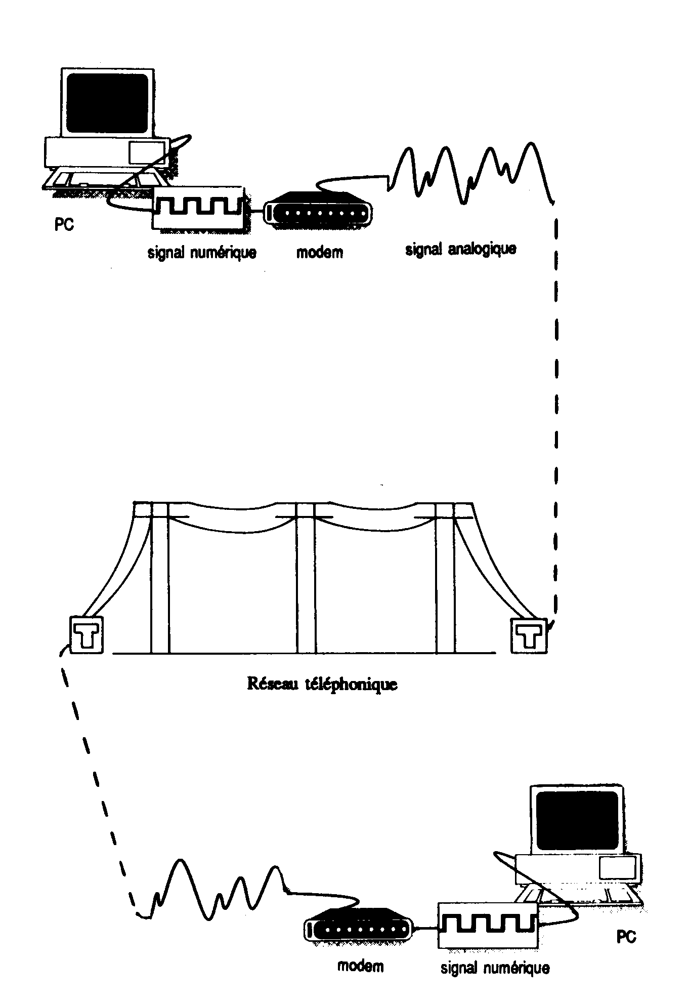 PC
signal numérique
modem
signal analogique
T
T
Réseau téléphonique
PC
modem
signal numérique